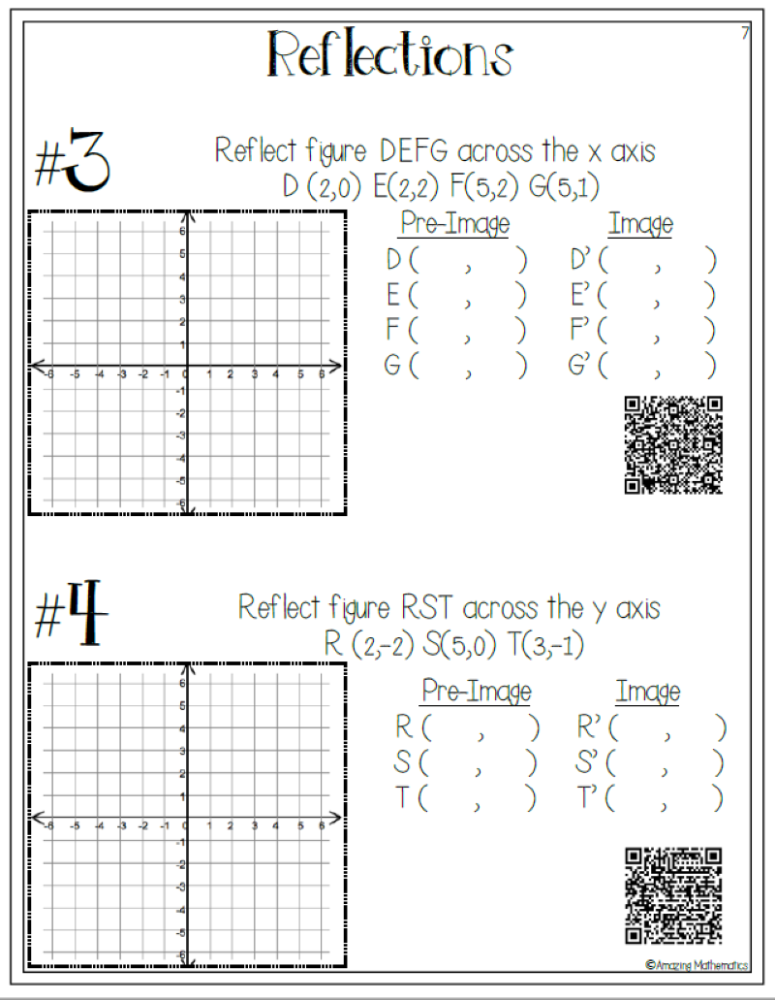 7
Reflections
#3
Reflect figure DEFG across the x axis
D (2,0) E(2,2) F(5,2) G(5,1)
Pre-Image Image
D ( , ) D' ( , )
E ( , ) E' ( , )
F ( , ) F' ( , )
G ( , ) G' ( , )
6
5
4
3
2
1
-6 -5 -4 -3 -2 -1 0 1 2 3 4 5 6
-1
-2
-3
-4
-5
-6
#4
Reflect figure RST across the y axis
R (2,-2) S(5,0) T(3,-1)
Pre-Image Image
R ( , ) R' ( , )
S ( , ) S' ( , )
T ( , ) T' ( , )
6
5
4
3
2
1
-6 -5 -4 -3 -2 -1 0 1 2 3 4 5 6
-1
-2
-3
-4
-5
-6
©Amazing Mathematics